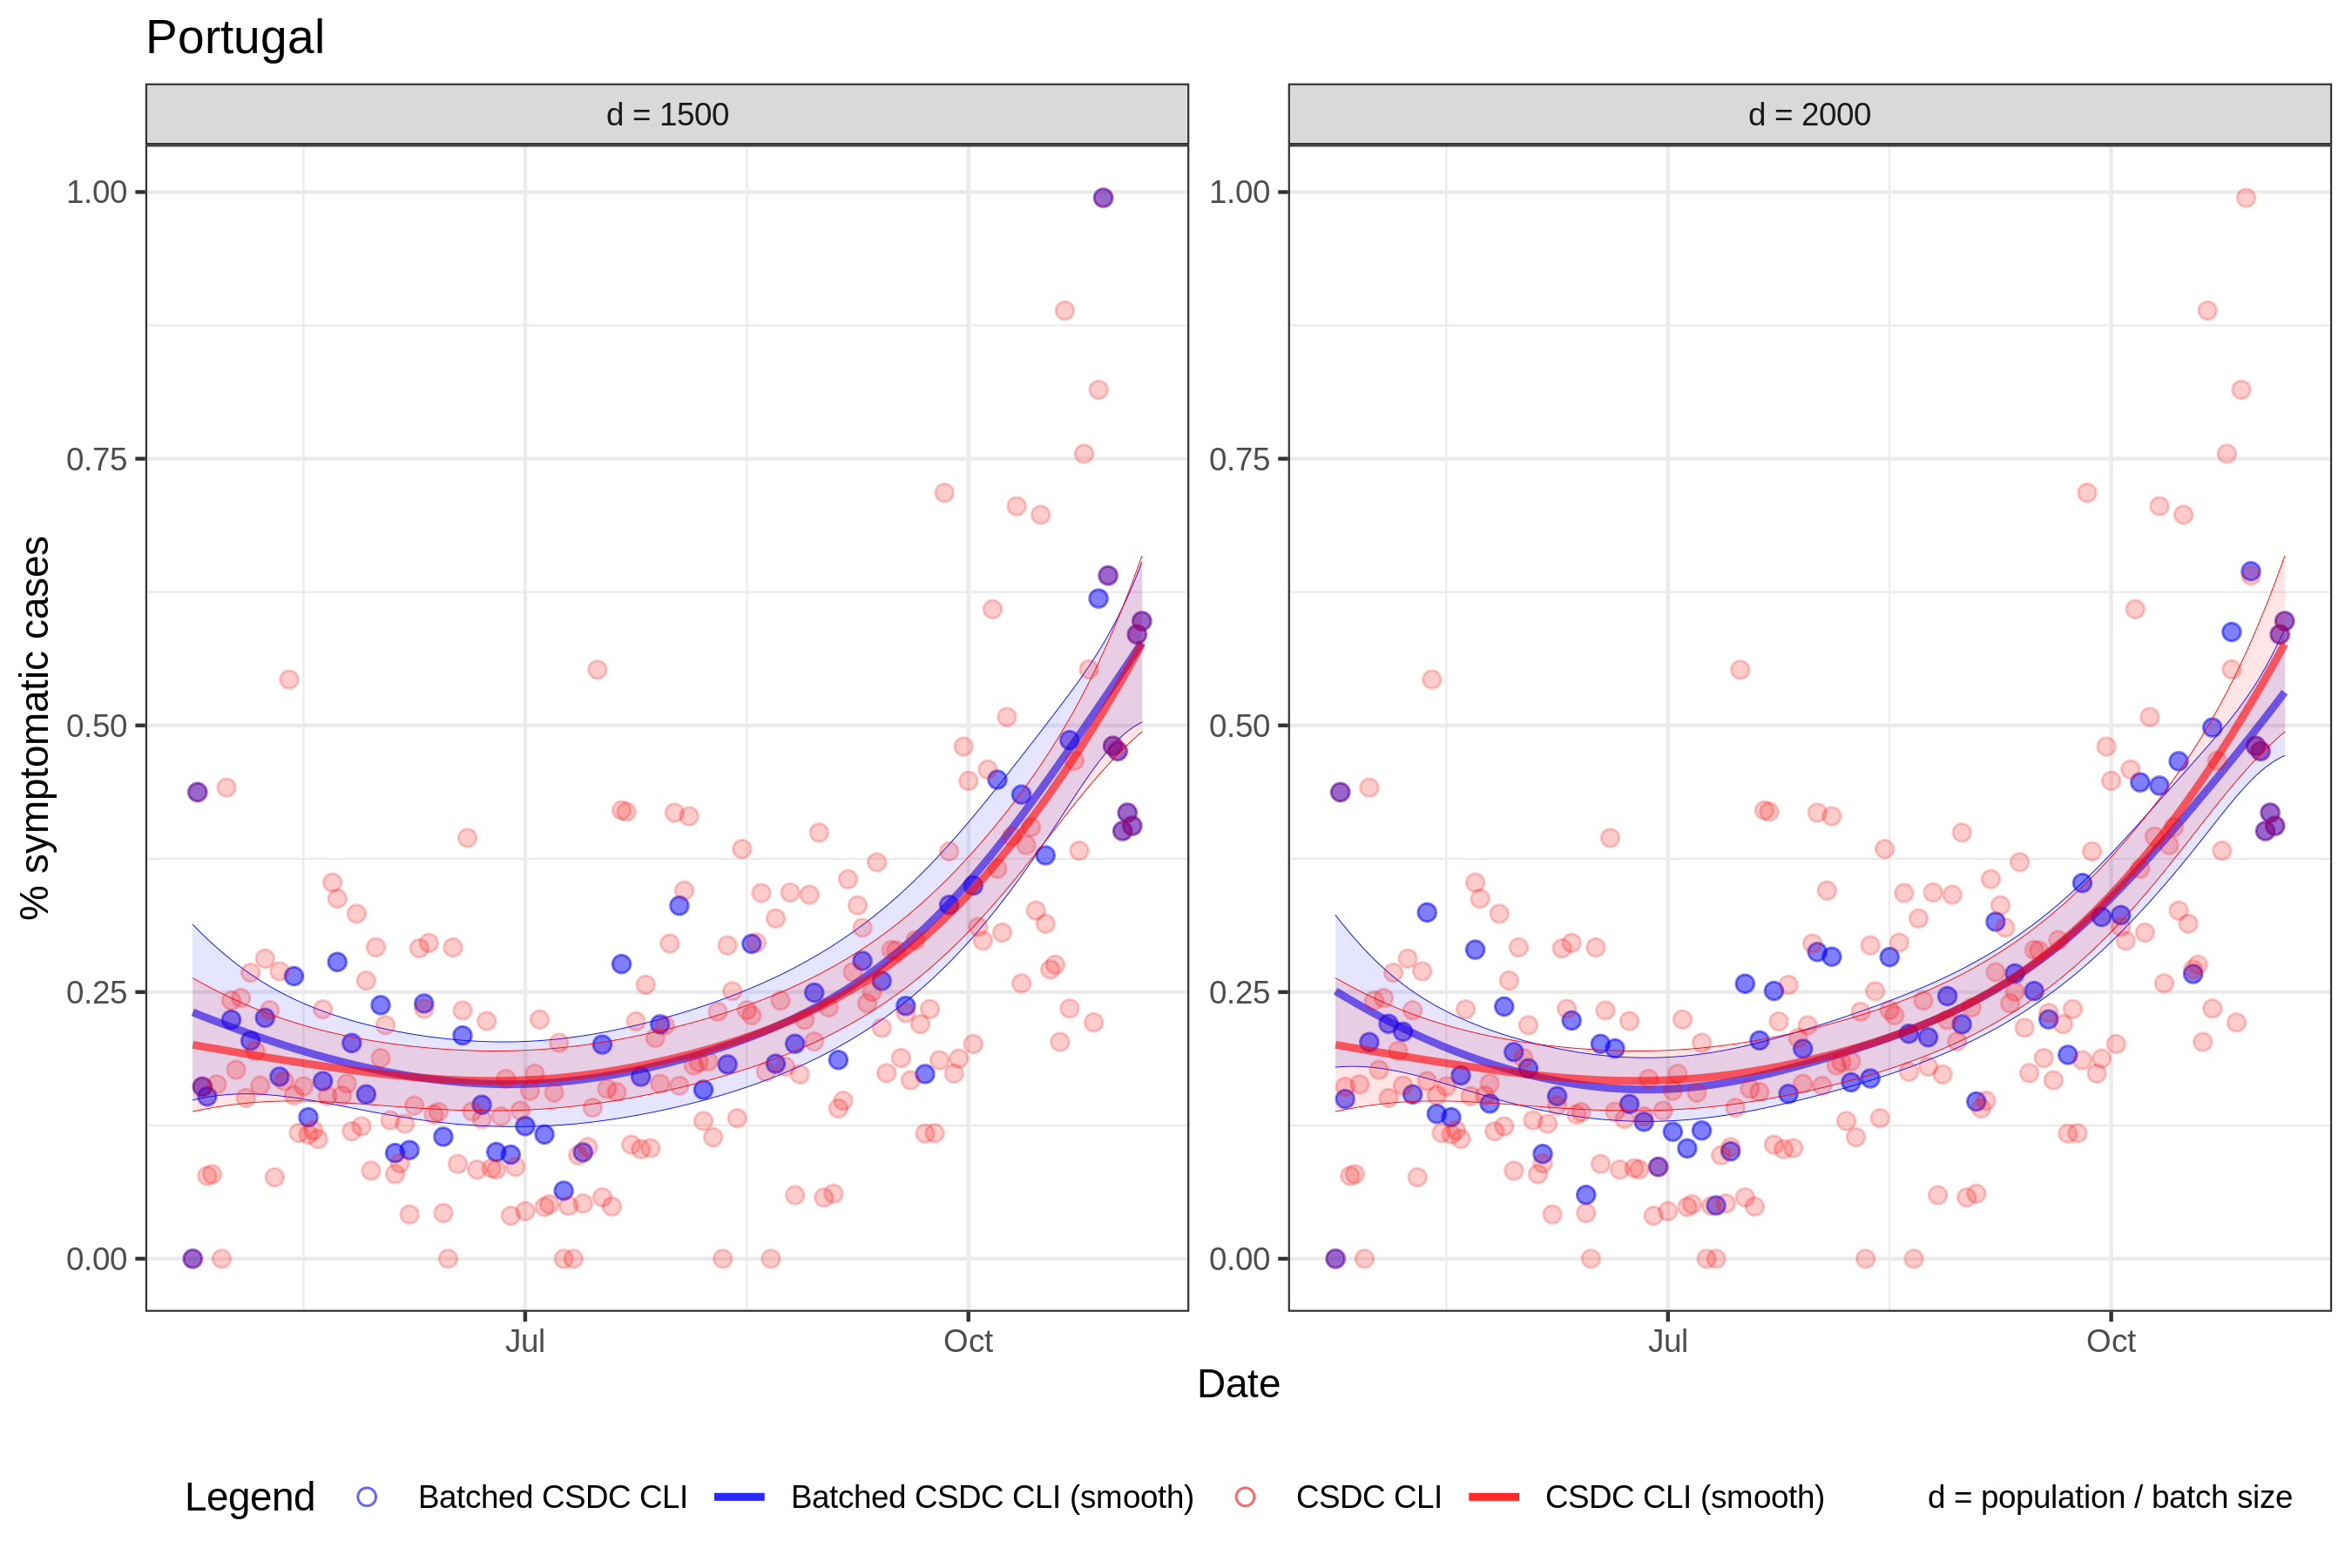 Portugal
d = 1500
d = 2000
% symptomatic cases
1.00
0.75
0.50
0.25
0.00
1.00
0.75
0.50
0.25
0.00
Jul
Oct
Jul
Oct
Date
Legend
Batched CSDC CLI
Batched CSDC CLI (smooth)
CSDC CLI
CSDC CLI (smooth)
d = population / batch size